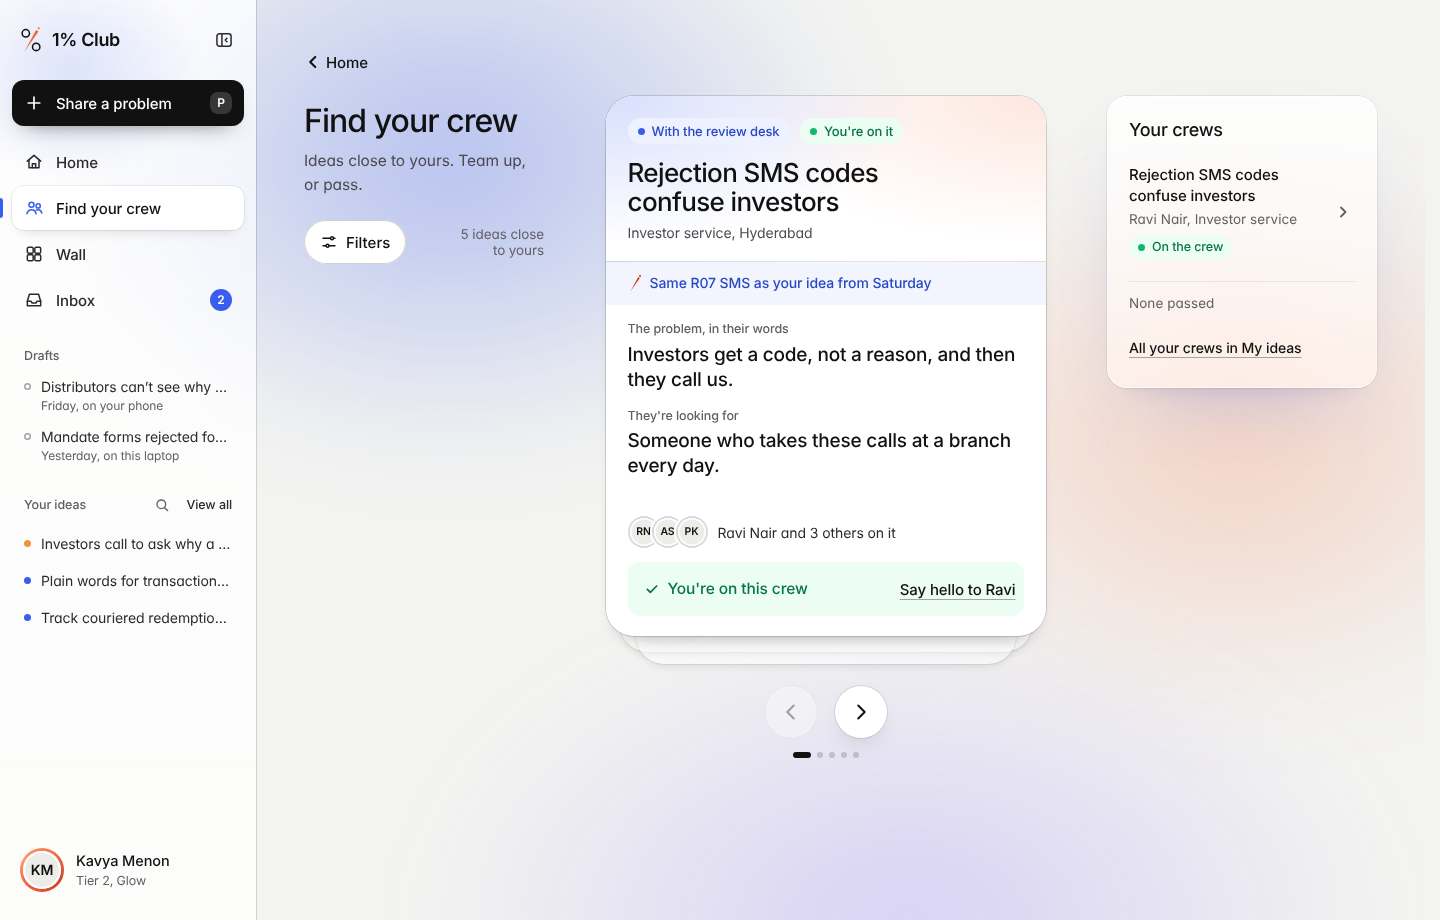 1% Club
Share a problem
P
Home
Find your crew
Wall
Inbox
2
Drafts
Distributors can’t see why ...
Friday, on your phone
Mandate forms rejected fo...
Yesterday, on this laptop
Your ideas
View all
Investors call to ask why a ...
Plain words for transaction...
Track couriered redemptio...
KM
Kavya Menon
Tier 2, Glow
Home
Find your crew
Ideas close to yours. Team up,
or pass.
Filters
5 ideas close
to yours
With the review desk
You're on it
Rejection SMS codes
confuse investors
Investor service, Hyderabad
Same R07 SMS as your idea from Saturday
The problem, in their words
Investors get a code, not a reason, and then
they call us.
They're looking for
Someone who takes these calls at a branch
every day.
RN
AS
PK
Ravi Nair and 3 others on it
You're on this crew
Say hello to Ravi
Your crews
Rejection SMS codes
confuse investors
Ravi Nair, Investor service
On the crew
None passed
All your crews in My ideas